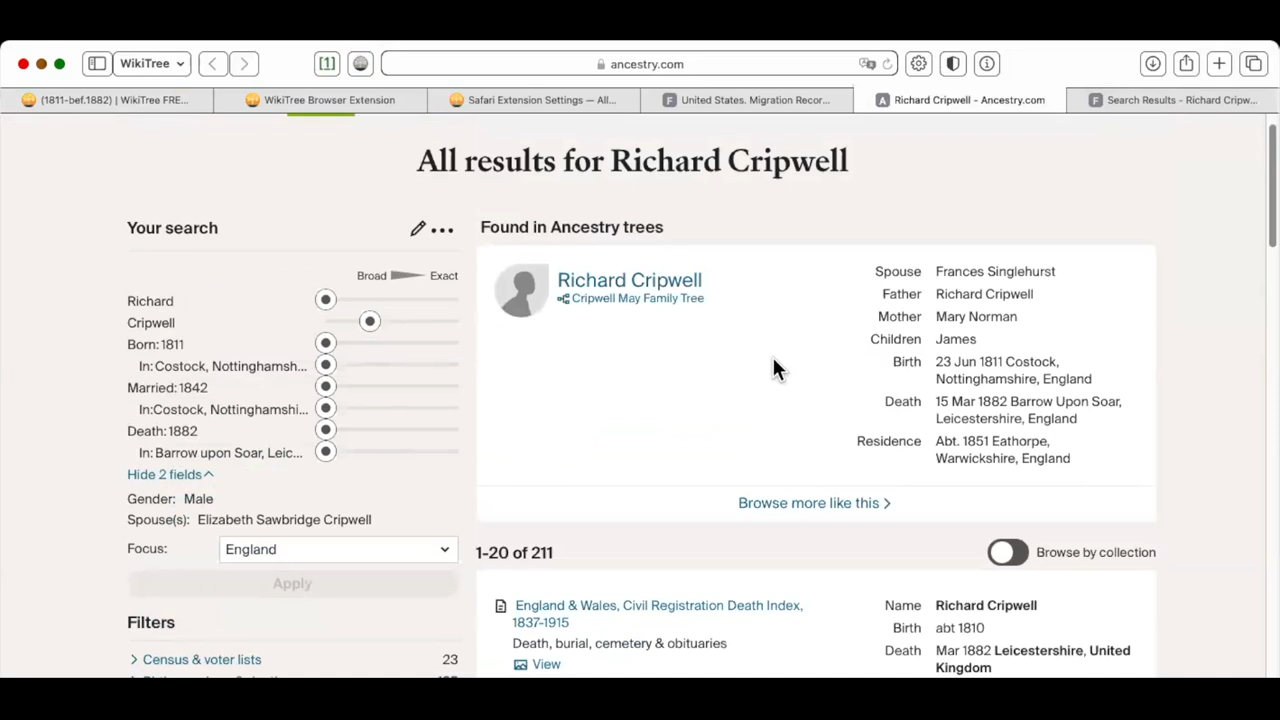 WikiTree
[1]
ancestry.com
(1811-bef.1882) | WikiTree FRE...
WikiTree Browser Extension
Safari Extension Settings — All...
F United States. Migration Recor...
A Richard Cripwell - Ancestry.com
F Search Results - Richard Cripw...
All results for Richard Cripwell
Your search
Broad Exact
Richard
Cripwell
Born: 1811
In: Costock, Nottinghamsh...
Married: 1842
In:Costock, Nottinghamshi...
Death: 1882
In: Barrow upon Soar, Leic...
Hide 2 fields
Gender: Male
Spouse(s): Elizabeth Sawbridge Cripwell
Focus: England
Apply
Filters
Census & voter lists 23
Found in Ancestry trees
Richard Cripwell
Cripwell May Family Tree
Spouse Frances Singlehurst
Father Richard Cripwell
Mother Mary Norman
Children James
Birth 23 Jun 1811 Costock,
Nottinghamshire, England
Death 15 Mar 1882 Barrow Upon Soar,
Leicestershire, England
Residence Abt. 1851 Eathorpe,
Warwickshire, England
Browse more like this
1-20 of 211
Browse by collection
England & Wales, Civil Registration Death Index,
1837-1915
Death, burial, cemetery & obituaries
View
Name Richard Cripwell
Birth abt 1810
Death Mar 1882 Leicestershire, United
Kingdom